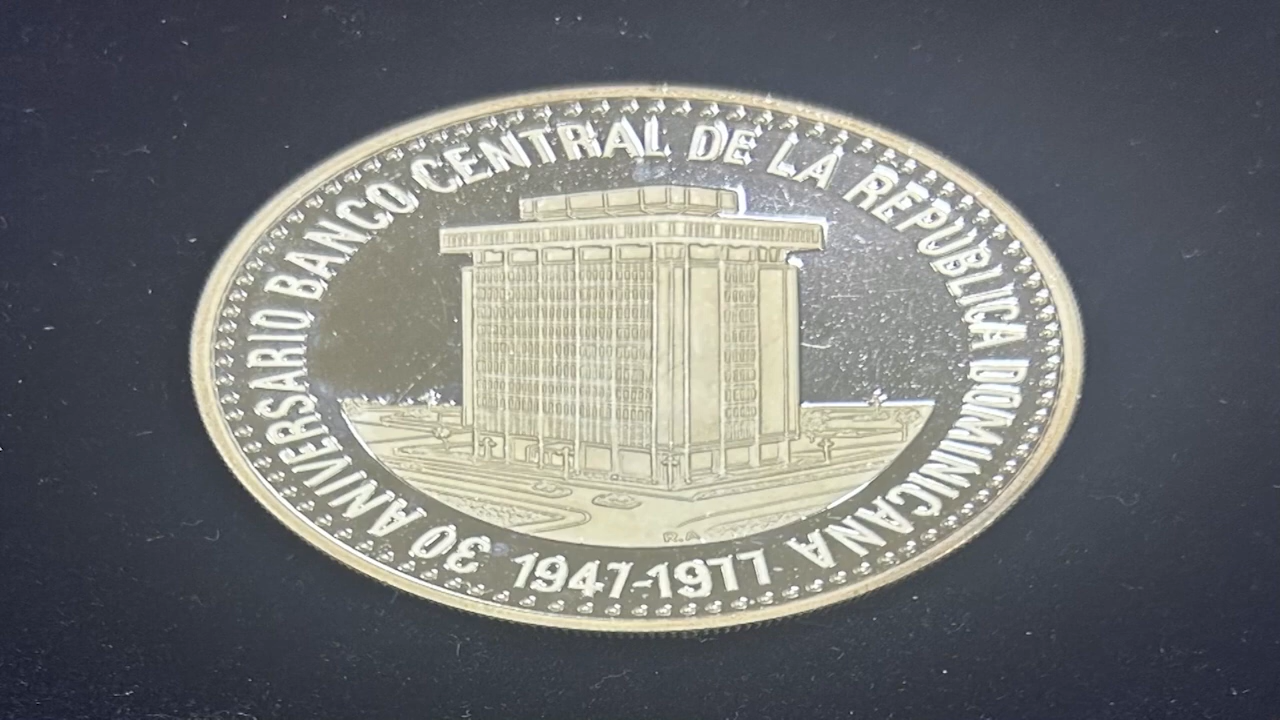 30 ANIVERSARIO BANCO CENTRAL DE LA REPUBLICA DOMINICANA
1947-1977
R.A